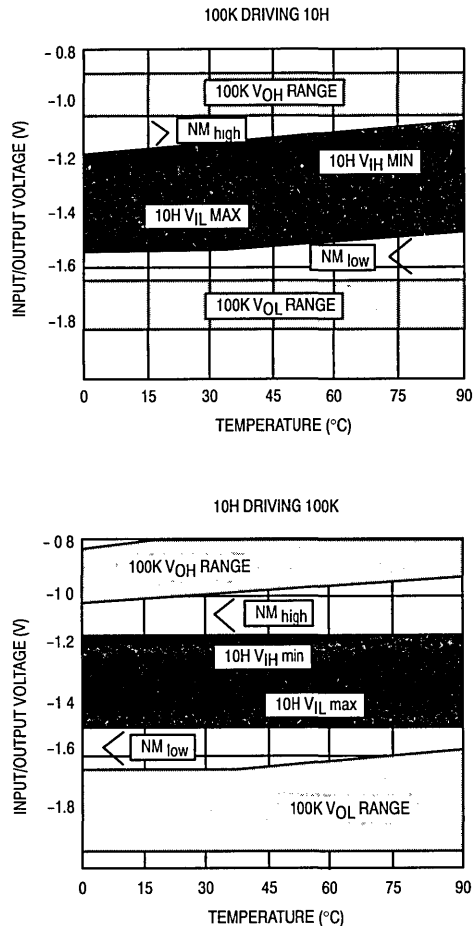 100K DRIVING 10H
INPUT/OUTPUT VOLTAGE (V)
– 0.8
–1.0
–1.2
–1.4
–1.6
–1.8
100K VOH RANGE
NM high
10H VIH MIN
10H VIL MAX
NM low
100K VOL RANGE
0 15 30 45 60 75 90
TEMPERATURE (°C)
10H DRIVING 100K
INPUT/OUTPUT VOLTAGE (V)
– 0.8
–1 0
–1.2
–1.4
–1.6
–1.8
100K VOH RANGE
NM high
10H VIH min
10H VIL max
NM low
100K VOL RANGE
0 15 30 45 60 75 90
TEMPERATURE (°C)